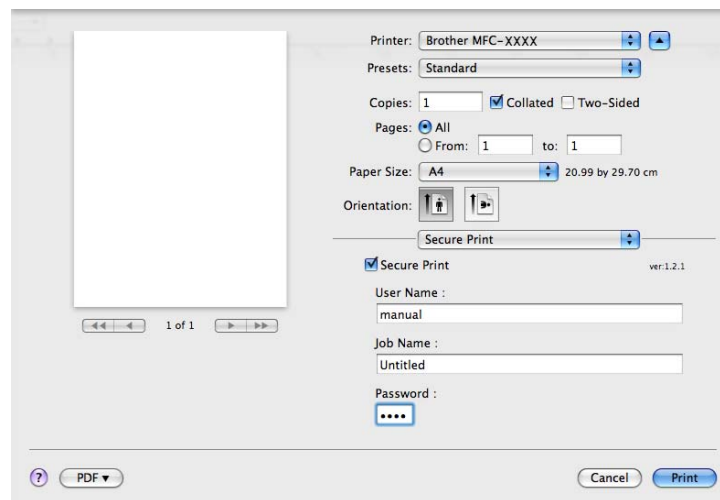 Printer: Brother MFC-XXXX
Presets: Standard
Copies: 1 Collated Two-Sided
Pages: All
From: 1 to: 1
Paper Size: A4 20.99 by 29.70 cm
Orientation:
Secure Print
Secure Print ver:1.2.1
User Name :
manual
Job Name :
Untitled
Password :
••••
1 of 1
? PDF▼ Cancel Print